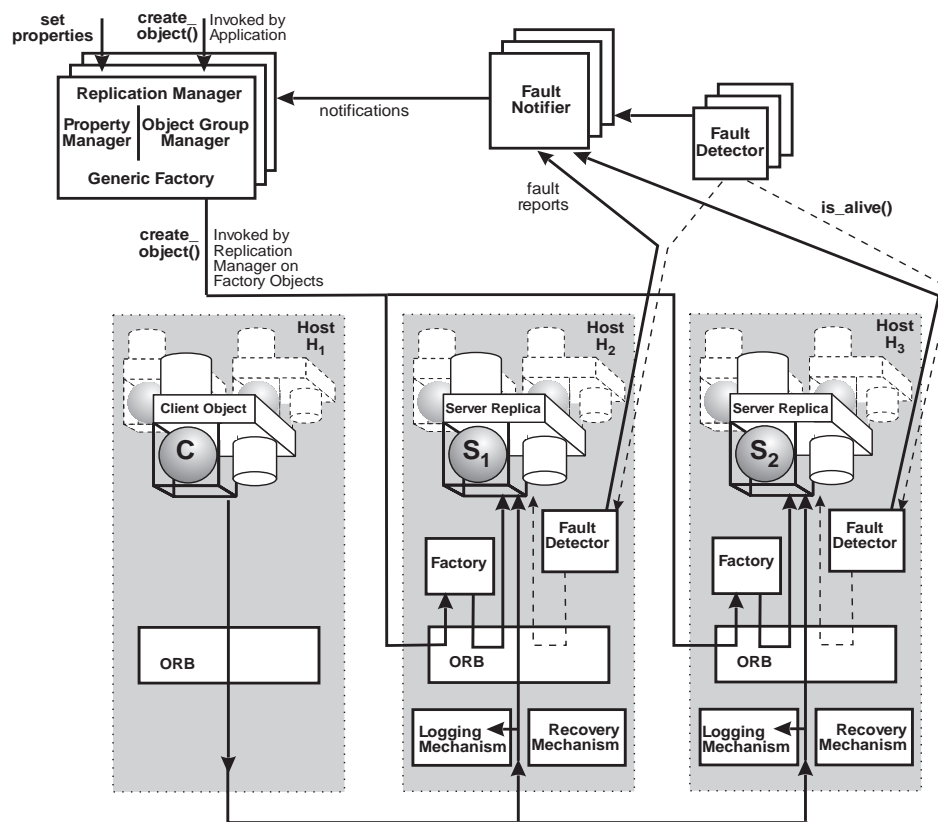 set
properties
create_
object()
Invoked by
Application
Replication Manager
Property
Manager
Object Group
Manager
Generic Factory
notifications
Fault
Notifier
Fault
Detector
fault
reports
is_alive()
create_
object()
Invoked by
Replication
Manager on
Factory Objects
Host
H1
Client Object
C
ORB
Host
H2
Server Replica
S1
Factory
Fault
Detector
ORB
Logging
Mechanism
Recovery
Mechanism
Host
H3
Server Replica
S2
Factory
Fault
Detector
ORB
Logging
Mechanism
Recovery
Mechanism